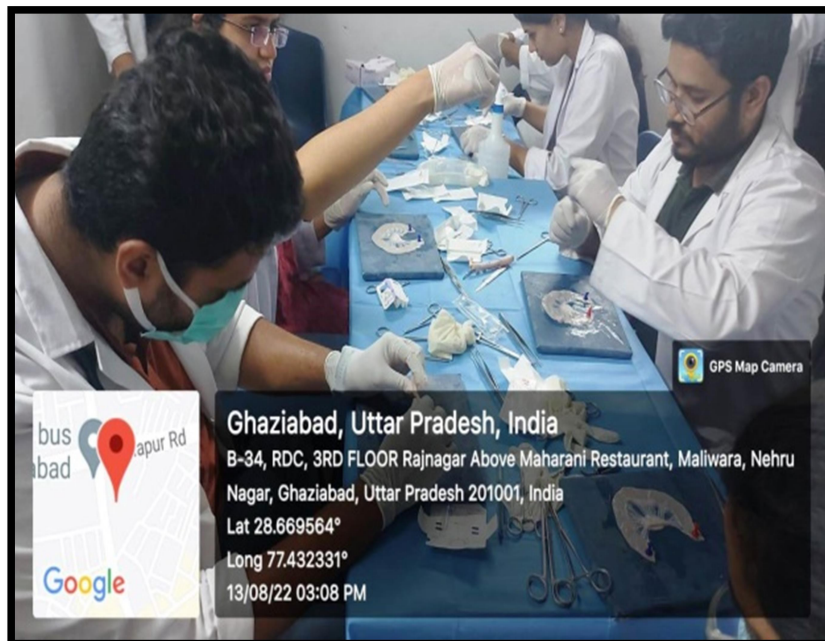 GPS Map Camera
bus
abad
apur Rd
Google
Ghaziabad, Uttar Pradesh, India
B-34, RDC, 3RD FLOOR Rajnagar Above Maharani Restaurant, Maliwara, Nehru
Nagar, Ghaziabad, Uttar Pradesh 201001, India
Lat 28.669564°
Long 77.432331°
13/08/22 03:08 PM